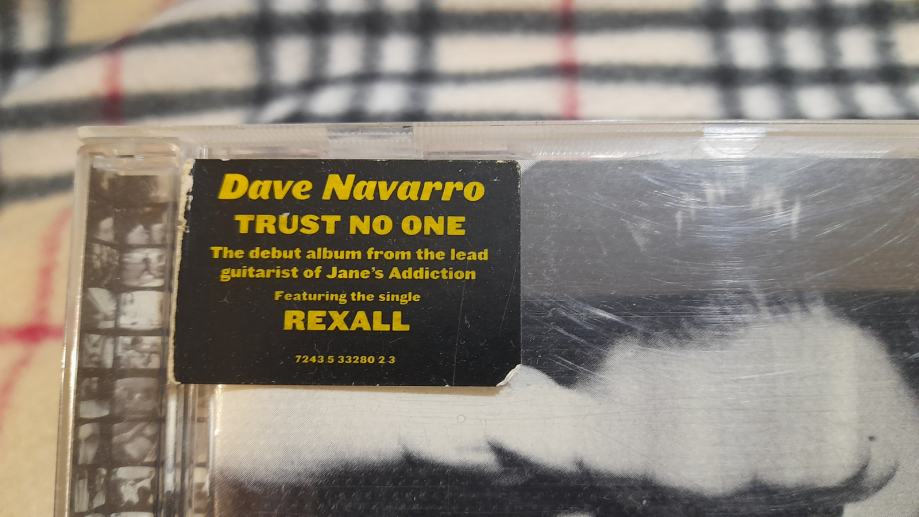 Dave Navarro
TRUST NO ONE
The debut album from the lead
guitarist of Jane's Addiction
Featuring the single
REXALL
7243 5 33280 2 3